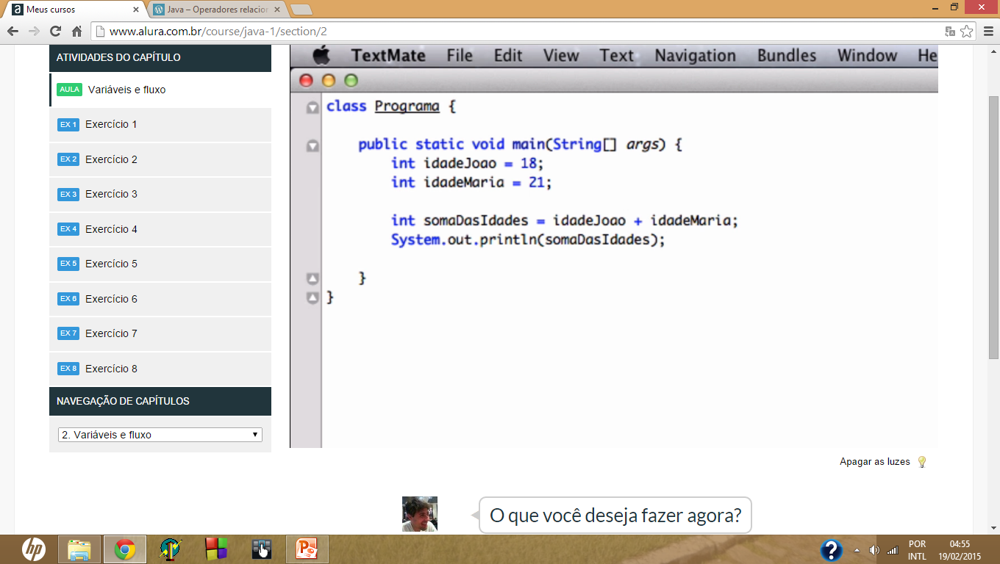 Meus cursos
Java – Operadores relacior
www.alura.com.br/course/java-1/section/2
ATIVIDADES DO CAPÍTULO
AULA Variáveis e fluxo
EX 1 Exercício 1
EX 2 Exercício 2
EX 3 Exercício 3
EX 4 Exercício 4
EX 5 Exercício 5
EX 6 Exercício 6
EX 7 Exercício 7
EX 8 Exercício 8
NAVEGAÇÃO DE CAPÍTULOS
2. Variáveis e fluxo
TextMate File Edit View Text Navigation Bundles Window He
class Programa {
public static void main(String[] args) {
int idadeJoao = 18;
int idadeMaria = 21;
int somaDasIdades = idadeJoao + idadeMaria;
System.out.println(somaDasIdades);
}
}
Apagar as luzes
O que você deseja fazer agora?
hp
POR
INTL
04:55
19/02/2015